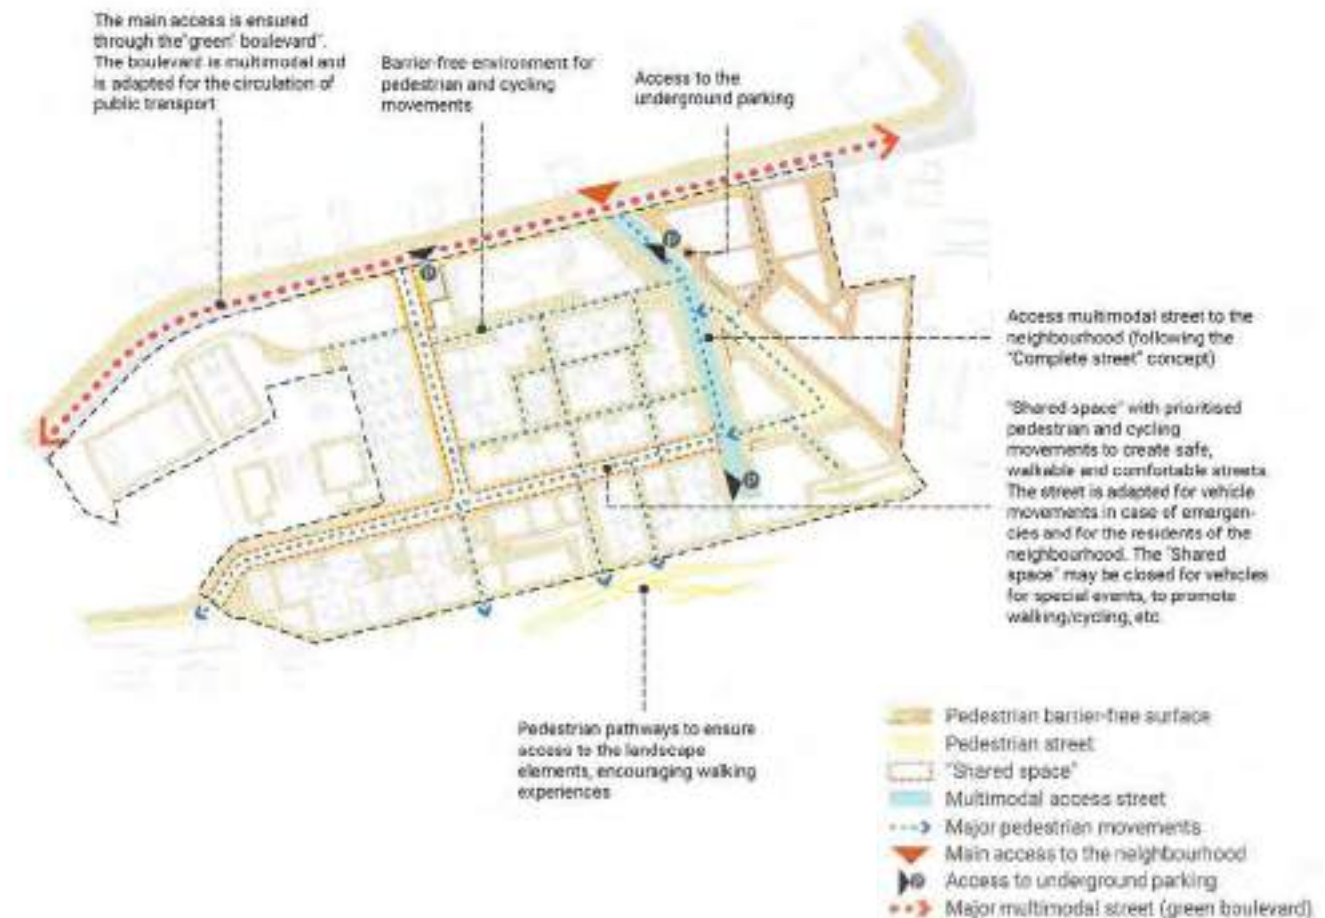 The main access is ensured
through the"green' boulevard".
The boulevard is multimodal and
is adapted for the circulation of
public transport
Barrier-free environment for
pedestrian and cycling
movements
Access to the
underground parking
Access multimodal street to the
neighbourhood (following the
"Complete street" concept)
"Shared space" with prioritised
pedestrian and cycling
movements to create safe,
walkable and comfortable streets.
The street is adapted for vehicle
movements in case of emergen-
cies and for the residents of the
neighbourhood. The "Shared
space" may be closed for vehicles
for special events, to promote
walking/cycling, etc.
Pedestrian pathways to ensure
access to the landscape
elements, encouraging walking
experiences
Pedestrian barrier-free surface
Pedestrian street
"Shared space"
Multimodal access street
Major pedestrian movements
Main access to the neighbourhood
Access to underground parking
Major multimodal street (green boulevard)